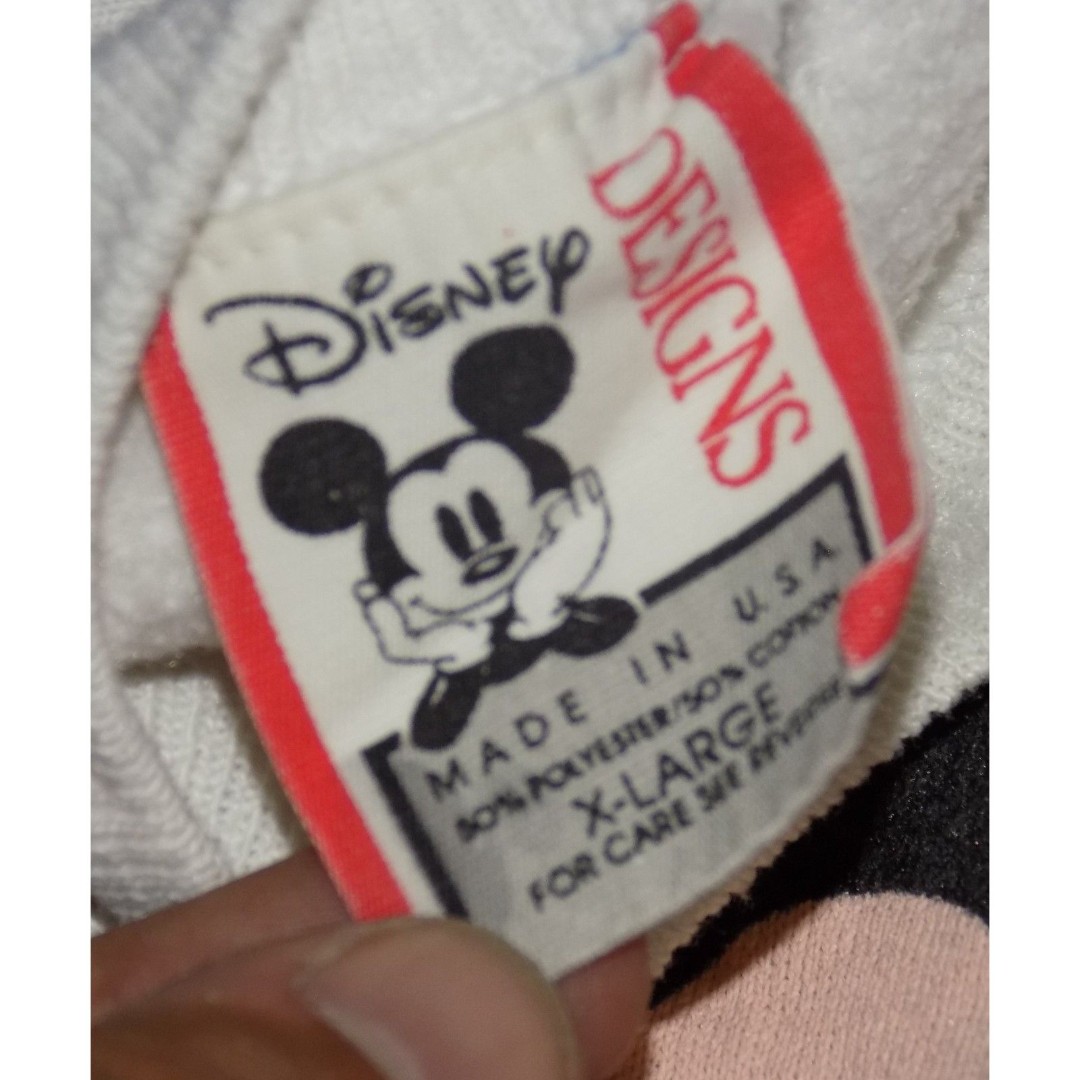 DiSNEY
DESIGNS
MADE IN U.S.A.
50% POLYESTER/50% COTTON
X-LARGE
FOR CARE SEE REVERSE